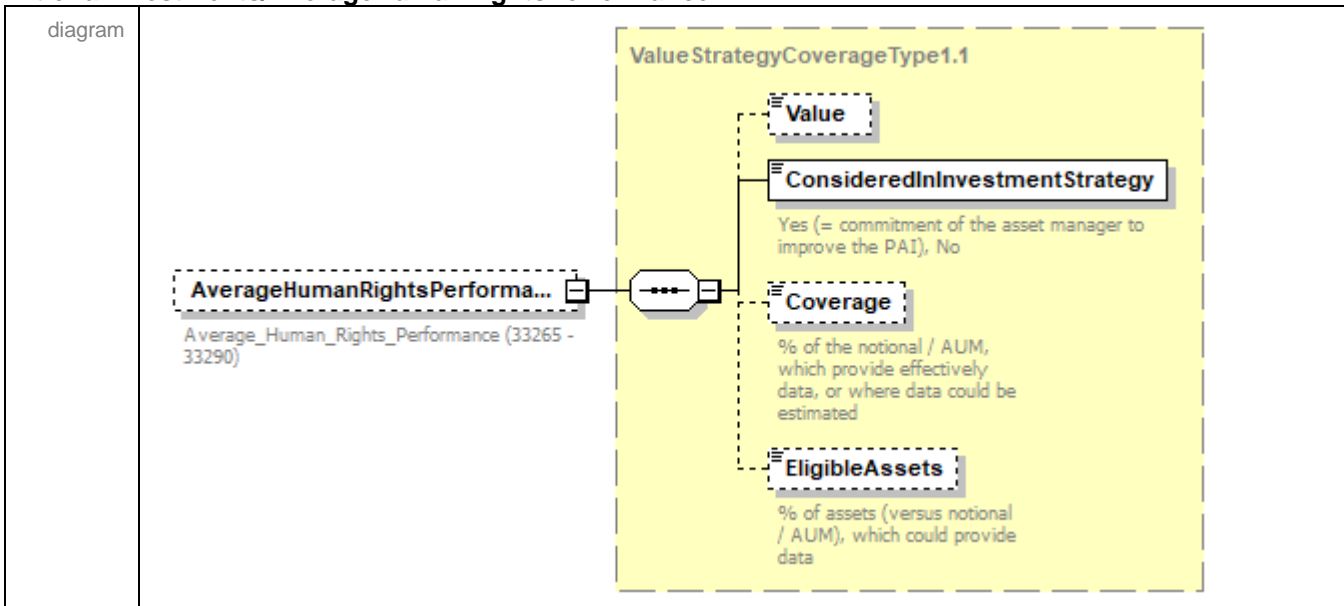 diagram
ValueStrategyCoverageType1.1
Value
ConsideredInInvestmentStrategy
Yes (= commitment of the asset manager to
improve the PAI), No
AverageHumanRightsPerforma...
Average_Human_Rights_Performance (33265 -
33290)
Coverage
% of the notional / AUM,
which provide effectively
data, or where data could be
estimated
EligibleAssets
% of assets (versus notional
/ AUM), which could provide
data